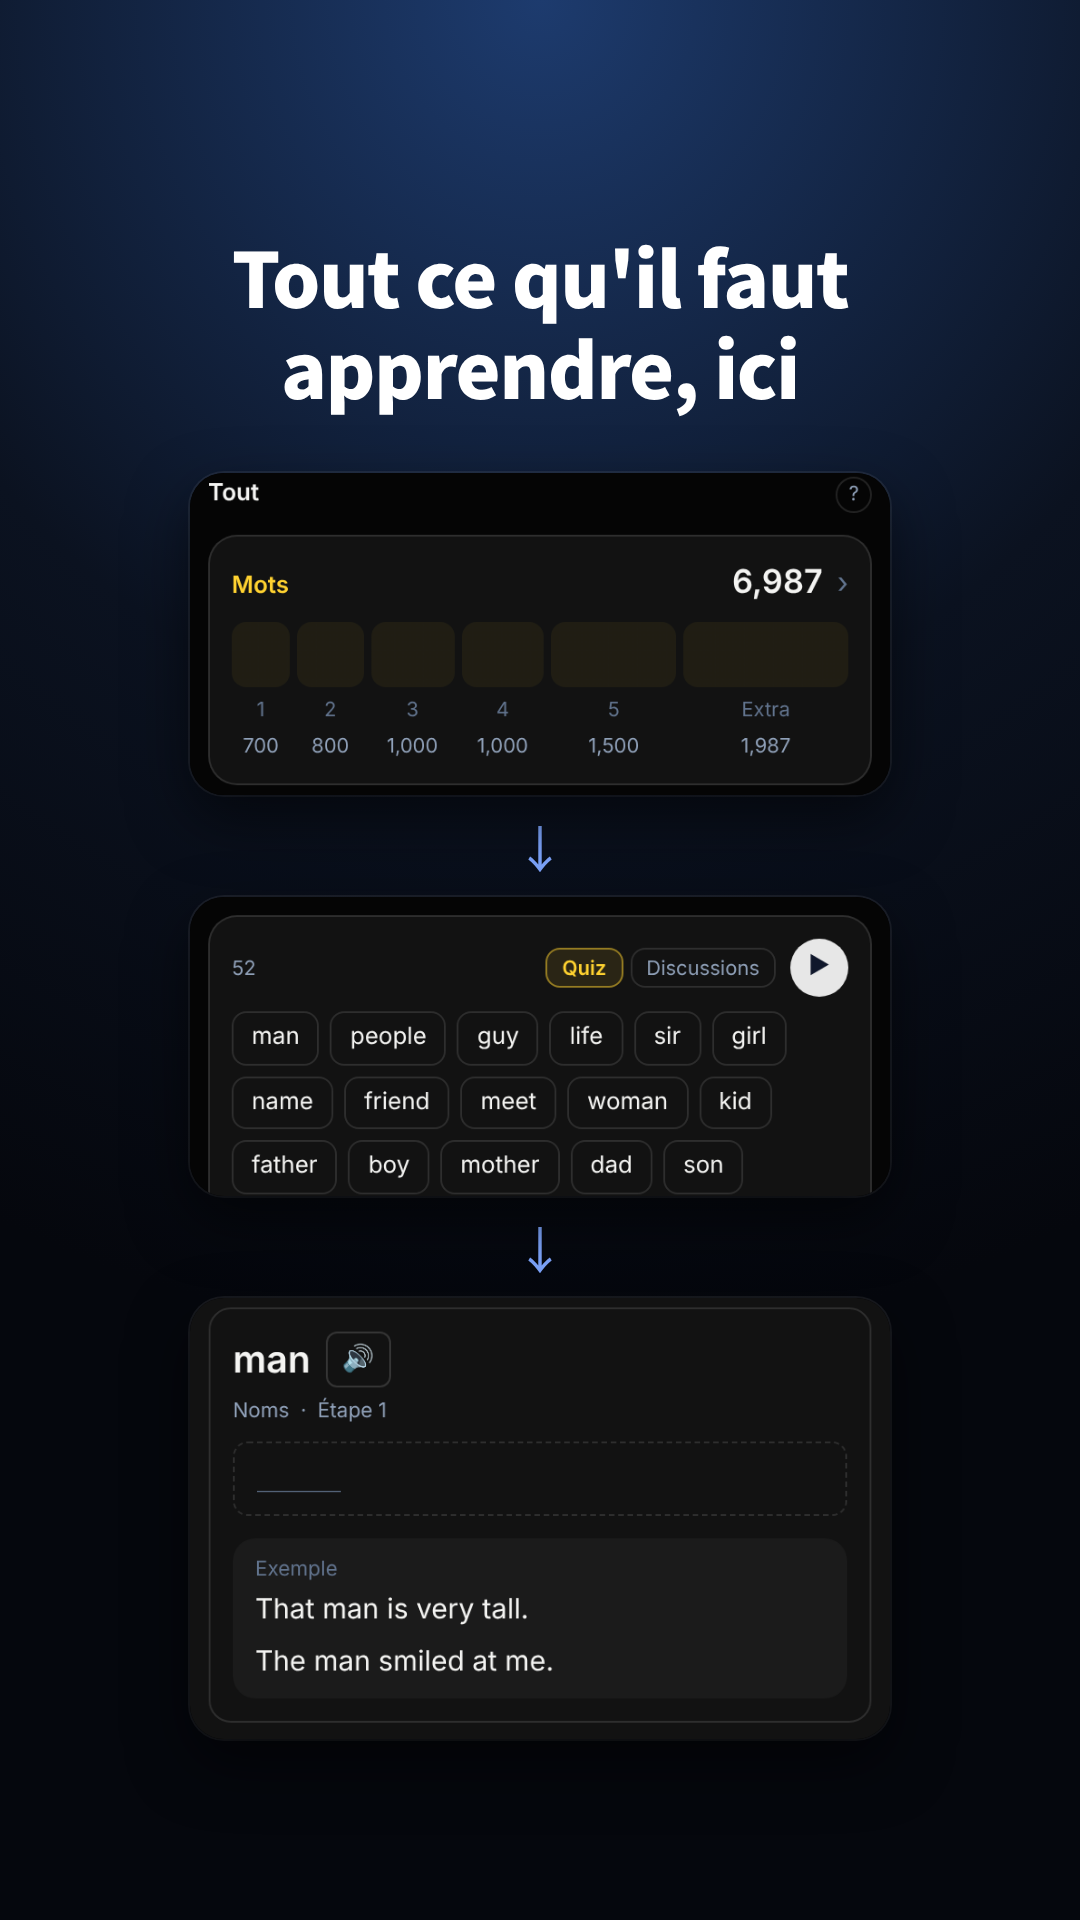 Tout ce qu'il faut
apprendre, ici
Tout ?
Mots 6,987 ›
1 2 3 4 5 Extra
700 800 1,000 1,000 1,500 1,987
52 Quiz Discussions
man people guy life sir girl
name friend meet woman kid
father boy mother dad son
man
Noms · Étape 1
Exemple
That man is very tall.
The man smiled at me.